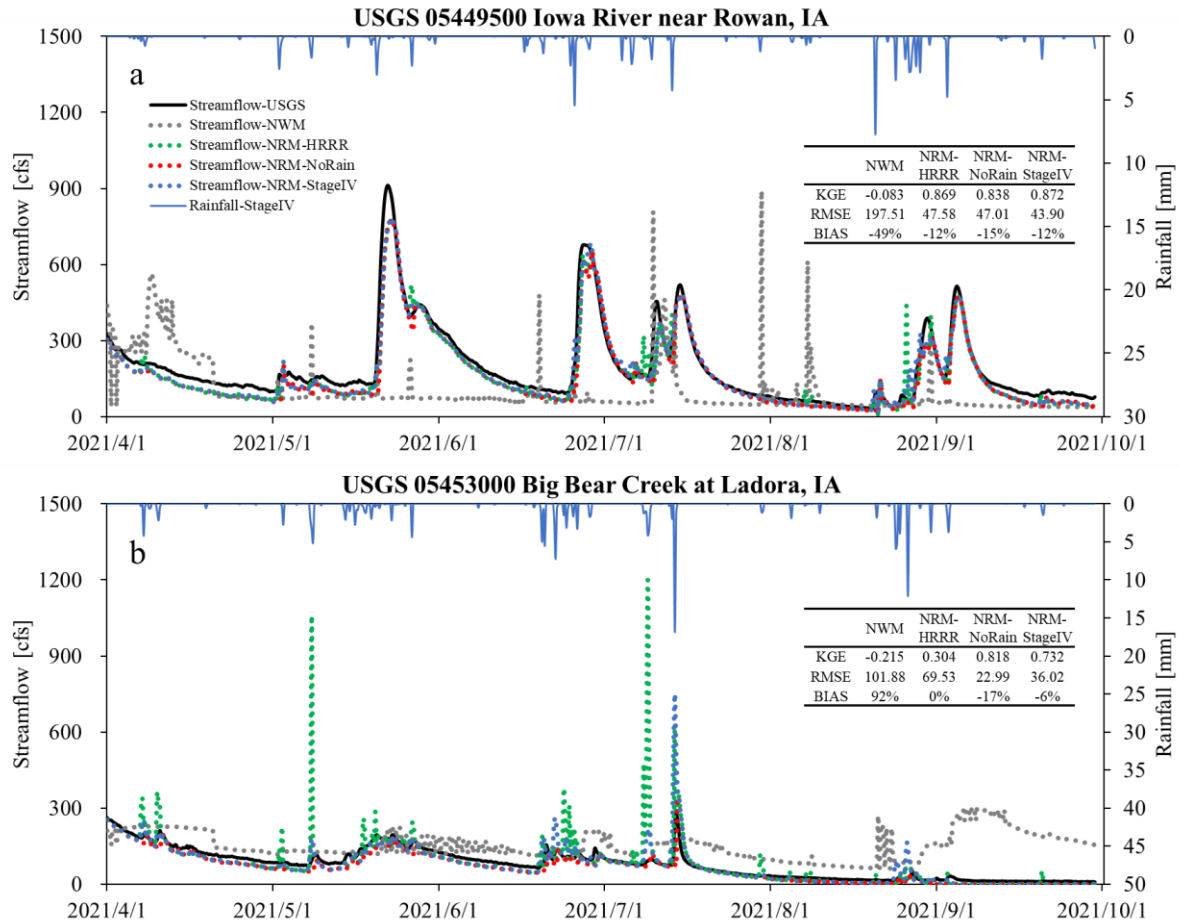 USGS 05449500 Iowa River near Rowan, IA
a
Streamflow [cfs]
1500
1200
900
600
300
0
Streamflow-USGS
Streamflow-NWM
Streamflow-NRM-HRRR
Streamflow-NRM-NoRain
Streamflow-NRM-StageIV
Rainfall-StageIV
NWM NRM-HRRR NRM-NoRain NRM-StageIV
KGE -0.083 0.869 0.838 0.872
RMSE 197.51 47.58 47.01 43.90
BIAS -49% -12% -15% -12%
0
5
10
15
20
25
30
Rainfall [mm]
2021/4/1 2021/5/1 2021/6/1 2021/7/1 2021/8/1 2021/9/1 2021/10/1
USGS 05453000 Big Bear Creek at Ladora, IA
b
Streamflow [cfs]
1500
1200
900
600
300
0
NWM NRM-HRRR NRM-NoRain NRM-StageIV
KGE -0.215 0.304 0.818 0.732
RMSE 101.88 69.53 22.99 36.02
BIAS 92% 0% -17% -6%
0
5
10
15
20
25
30
35
40
45
50
Rainfall [mm]
2021/4/1 2021/5/1 2021/6/1 2021/7/1 2021/8/1 2021/9/1 2021/10/1